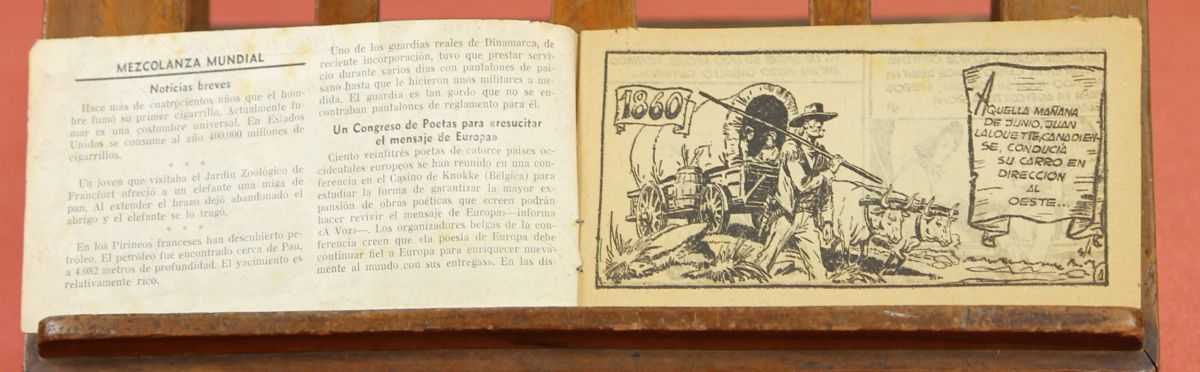 MEZCOLANZA MUNDIAL
Noticias breves
Hace más de cuatrocientos años que el hom-
bre fumó su primer cigarrillo. Actualmente fu-
mar es una costumbre universal. En Estados
Unidos se consume al año 400.000 millones de
cigarrillos.
* * *
Un joven que visitaba el Jardín Zoológico de
Francfort ofreció a un elefante una miga de
pan. Al extender el brazo dejó abandonado el
abrigo y el elefante se lo tragó.
* * *
En los Pirineos franceses han descubierto pe-
tróleo. El petróleo fue encontrado cerca de Pau,
a 4.082 metros de profundidad. El yacimiento es
relativamente rico.
Uno de los guardias reales de Dinamarca, de
reciente incorporación, tuvo que prestar servi-
cio durante varios días con pantalones de pai-
sano hasta que le hicieron unos militares a me-
dida. El guardia es tan gordo que no se en-
contraban pantalones de reglamento para él.
Un Congreso de Poetas para «resucitar
el mensaje de Europa»
Ciento veintitrés poetas de catorce países oc-
cidentales europeos se han reunido en una con-
ferencia en el Casino de Knokke (Bélgica) para
estudiar la forma de garantizar la mayor ex-
pansión de obras poéticas que «creen podrán
hacer revivir el mensaje de Europa»—informa
«A Voz»—. Los organizadores belgas de la con-
ferencia creen que «la poesía de Europa debe
continuar fiel a Europa para enriquecer nueva-
mente al mundo con sus entregas». En las dis-
1860
AQUELLA MAÑANA
DE JUNIO, JUAN
LALOUETTE, CANADIEN-
SE, CONDUCÍA
SU CARRO EN
DIRECCIÓN
AL
OESTE...